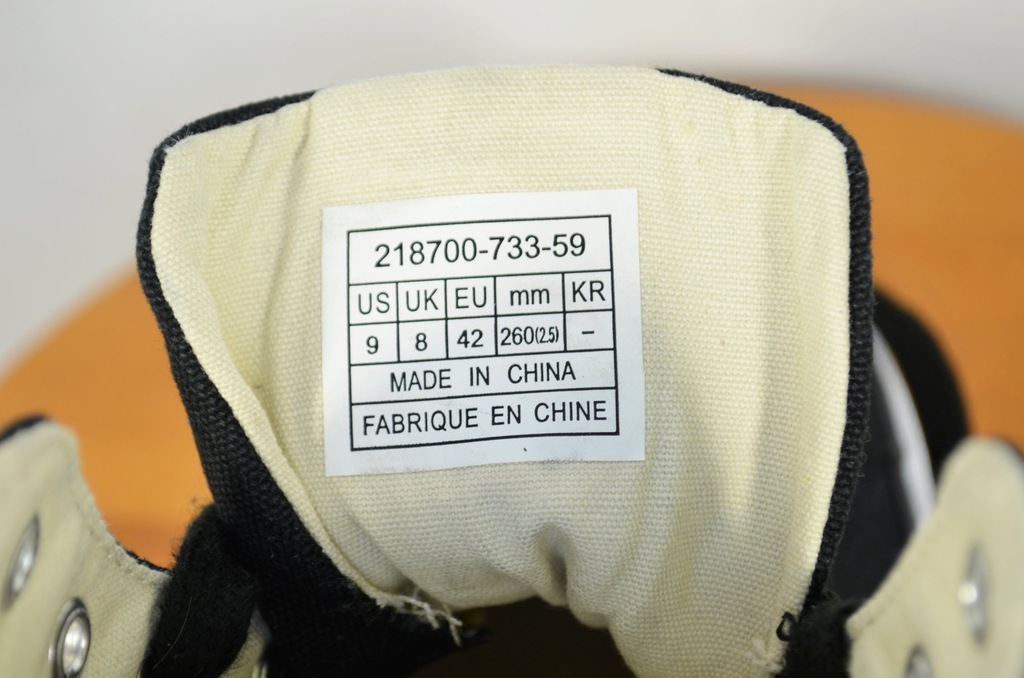 218700-733-59
US UK EU mm KR
9 8 42 260(2.5) –
MADE IN CHINA
FABRIQUE EN CHINE